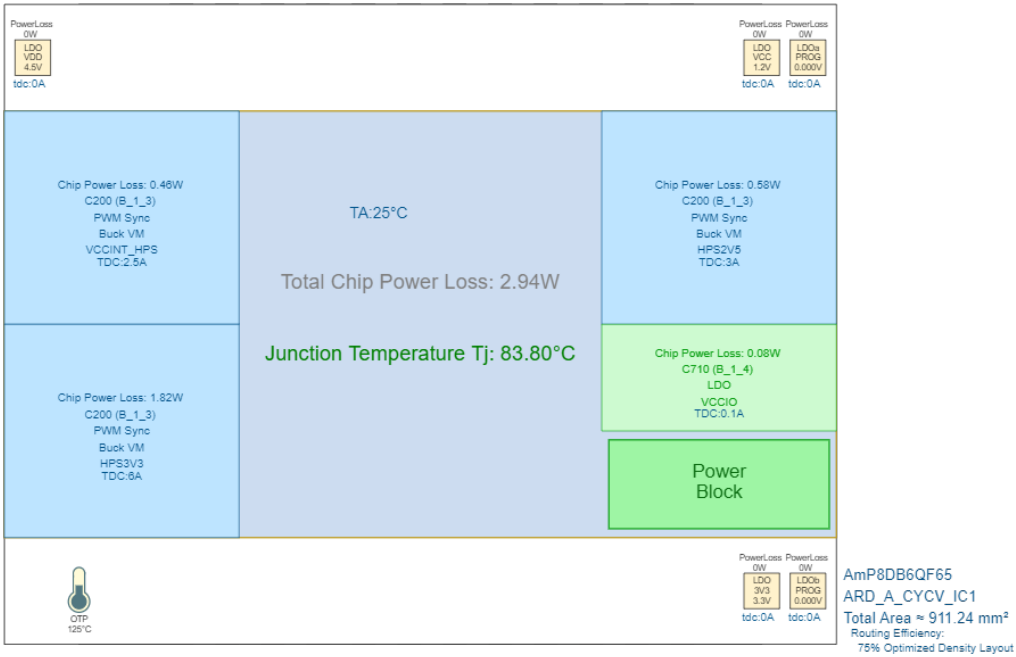 PowerLoss
0W
LDO
VDD
4.5V
tdc:0A
PowerLoss
0W
LDO
VCC
1.2V
tdc:0A
PowerLoss
0W
LDOa
PROG
0.000V
tdc:0A
Chip Power Loss: 0.46W
C200 (B_1_3)
PWM Sync
Buck VM
VCCINT_HPS
TDC:2.5A
TA:25°C
Total Chip Power Loss: 2.94W
Junction Temperature Tj: 83.80°C
Chip Power Loss: 0.58W
C200 (B_1_3)
PWM Sync
Buck VM
HPS2V5
TDC:3A
Chip Power Loss: 1.82W
C200 (B_1_3)
PWM Sync
Buck VM
HPS3V3
TDC:6A
Chip Power Loss: 0.08W
C710 (B_1_4)
LDO
VCCIO
TDC:0.1A
Power
Block
OTP
125°C
PowerLoss
0W
LDO
3V3
3.3V
tdc:0A
PowerLoss
0W
LDOb
PROG
0.000V
tdc:0A
AmP8DB6QF65
ARD_A_CYCV_IC1
Total Area ≈ 911.24 mm²
Routing Efficiency:
75% Optimized Density Layout